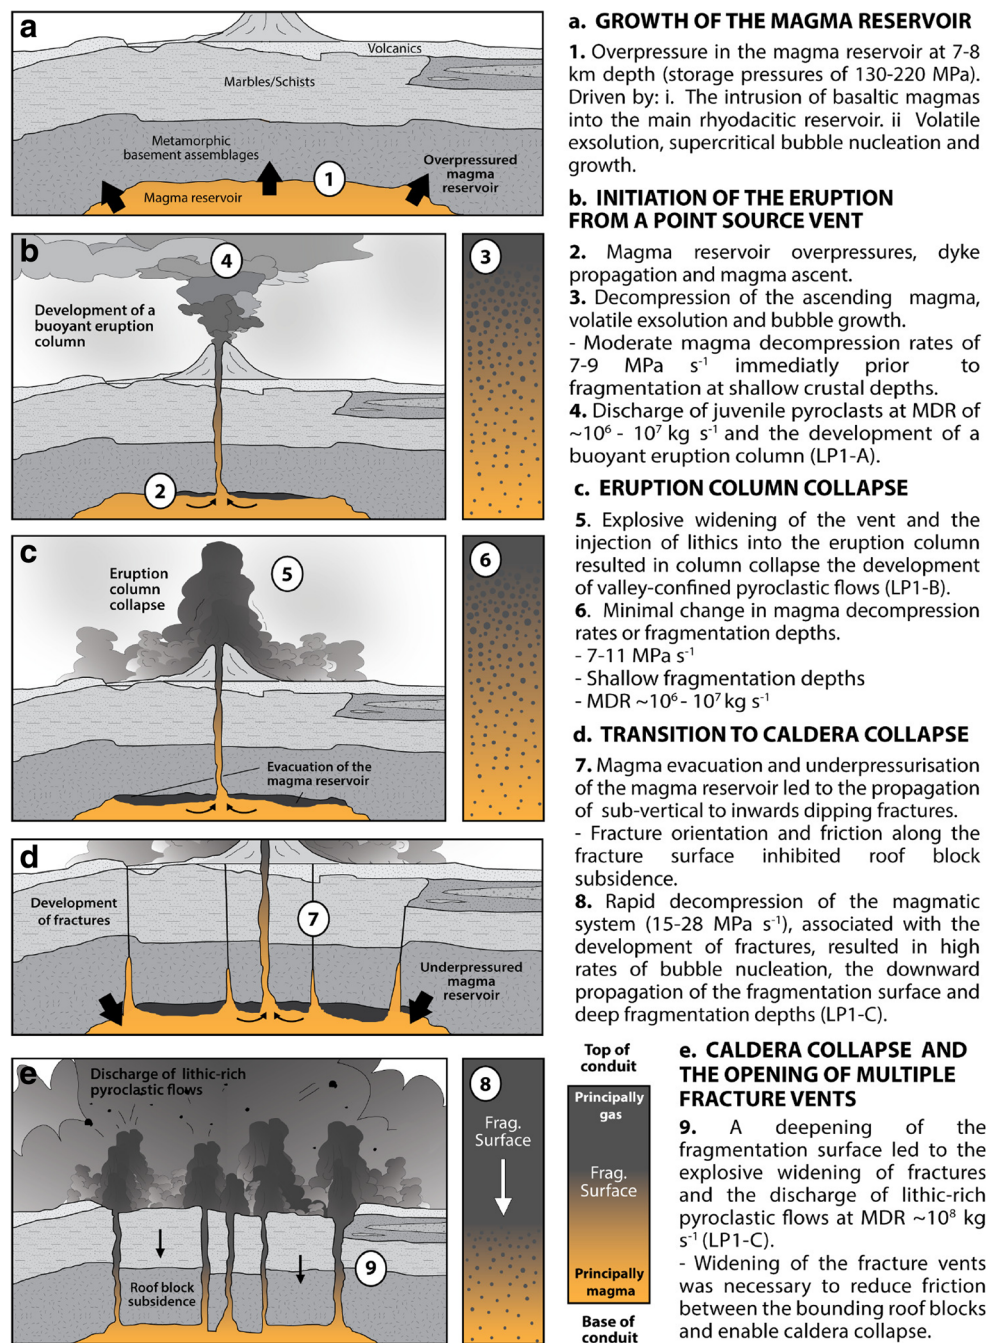 a
Volcanics
Marbles/Schists
Metamorphic
basement assemblages
Overpressured
magma
reservoir
1
Magma reservoir
b
4
3
Development of a
buoyant eruption
column
2
c
5
6
Eruption
column
collapse
Evacuation of the
magma reservoir
d
Development
of fractures
7
Underpressured
magma
reservoir
e
Discharge of lithic-rich
pyroclastic flows
8
Frag.
Surface
9
Roof block
subsidence
a. GROWTH OF THE MAGMA RESERVOIR
1. Overpressure in the magma reservoir at 7-8
km depth (storage pressures of 130-220 MPa).
Driven by: i. The intrusion of basaltic magmas
into the main rhyodacitic reservoir. ii Volatile
exsolution, supercritical bubble nucleation and
growth.
b. INITIATION OF THE ERUPTION
FROM A POINT SOURCE VENT
2. Magma reservoir overpressures, dyke
propagation and magma ascent.
3. Decompression of the ascending magma,
volatile exsolution and bubble growth.
- Moderate magma decompression rates of
7-9 MPa s⁻¹ immediatly prior to
fragmentation at shallow crustal depths.
4. Discharge of juvenile pyroclasts at MDR of
~10⁶ - 10⁷ kg s⁻¹ and the development of a
buoyant eruption column (LP1-A).
c. ERUPTION COLUMN COLLAPSE
5. Explosive widening of the vent and the
injection of lithics into the eruption column
resulted in column collapse the development
of valley-confined pyroclastic flows (LP1-B).
6. Minimal change in magma decompression
rates or fragmentation depths.
- 7-11 MPa s⁻¹
- Shallow fragmentation depths
- MDR ~10⁶ - 10⁷ kg s⁻¹
d. TRANSITION TO CALDERA COLLAPSE
7. Magma evacuation and underpressurisation
of the magma reservoir led to the propagation
of sub-vertical to inwards dipping fractures.
- Fracture orientation and friction along the
fracture surface inhibited roof block
subsidence.
8. Rapid decompression of the magmatic
system (15-28 MPa s⁻¹), associated with the
development of fractures, resulted in high
rates of bubble nucleation, the downward
propagation of the fragmentation surface and
deep fragmentation depths (LP1-C).
Top of
conduit
Principally
gas
Frag.
Surface
Principally
magma
Base of
conduit
e. CALDERA COLLAPSE AND
THE OPENING OF MULTIPLE
FRACTURE VENTS
9. A deepening of the
fragmentation surface led to the
explosive widening of fractures
and the discharge of lithic-rich
pyroclastic flows at MDR ~10⁸ kg
s⁻¹ (LP1-C).
- Widening of the fracture vents
was necessary to reduce friction
between the bounding roof blocks
and enable caldera collapse.